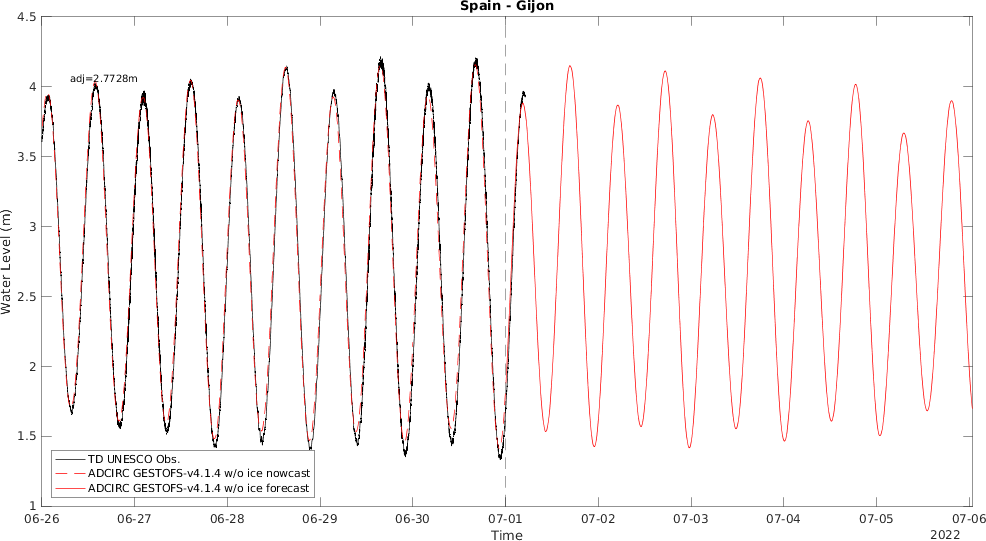 Spain - Gijon
4.5
4
3.5
3
2.5
2
1.5
1
Water Level (m)
adj=2.7728m
TD UNESCO Obs.
ADCIRC GESTOFS-v4.1.4 w/o ice nowcast
ADCIRC GESTOFS-v4.1.4 w/o ice forecast
06-26 06-27 06-28 06-29 06-30 07-01 07-02 07-03 07-04 07-05 07-06
Time
2022